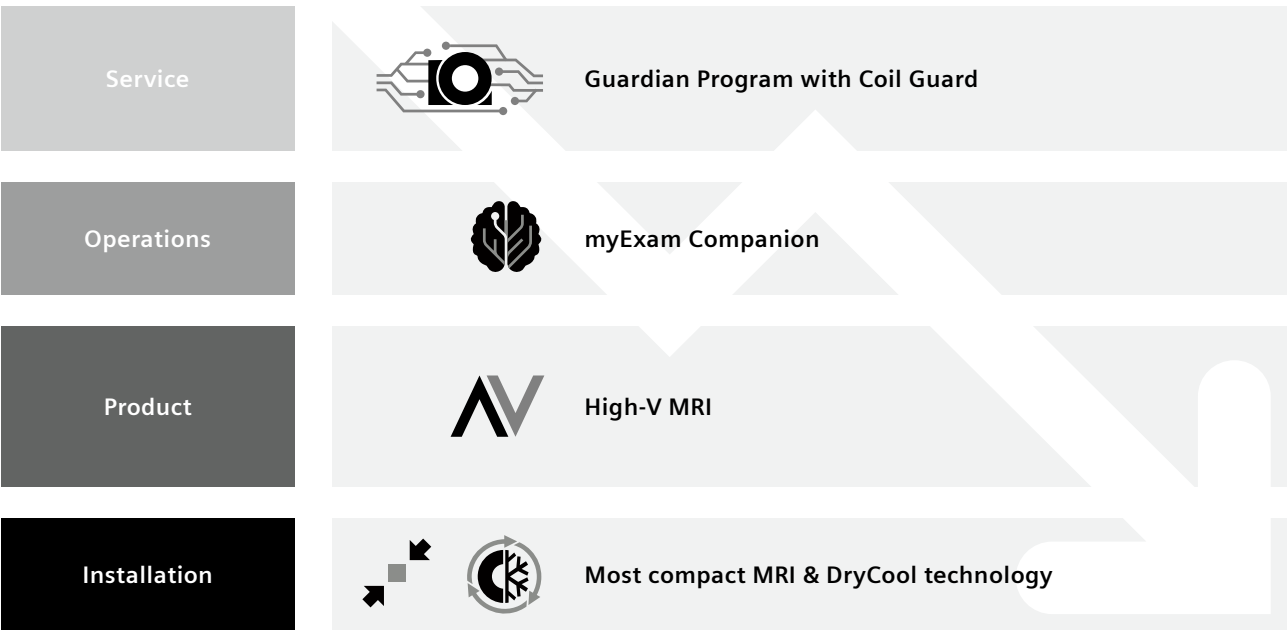 Service
Guardian Program with Coil Guard
Operations
myExam Companion
Product
High-V MRI
Installation
Most compact MRI & DryCool technology